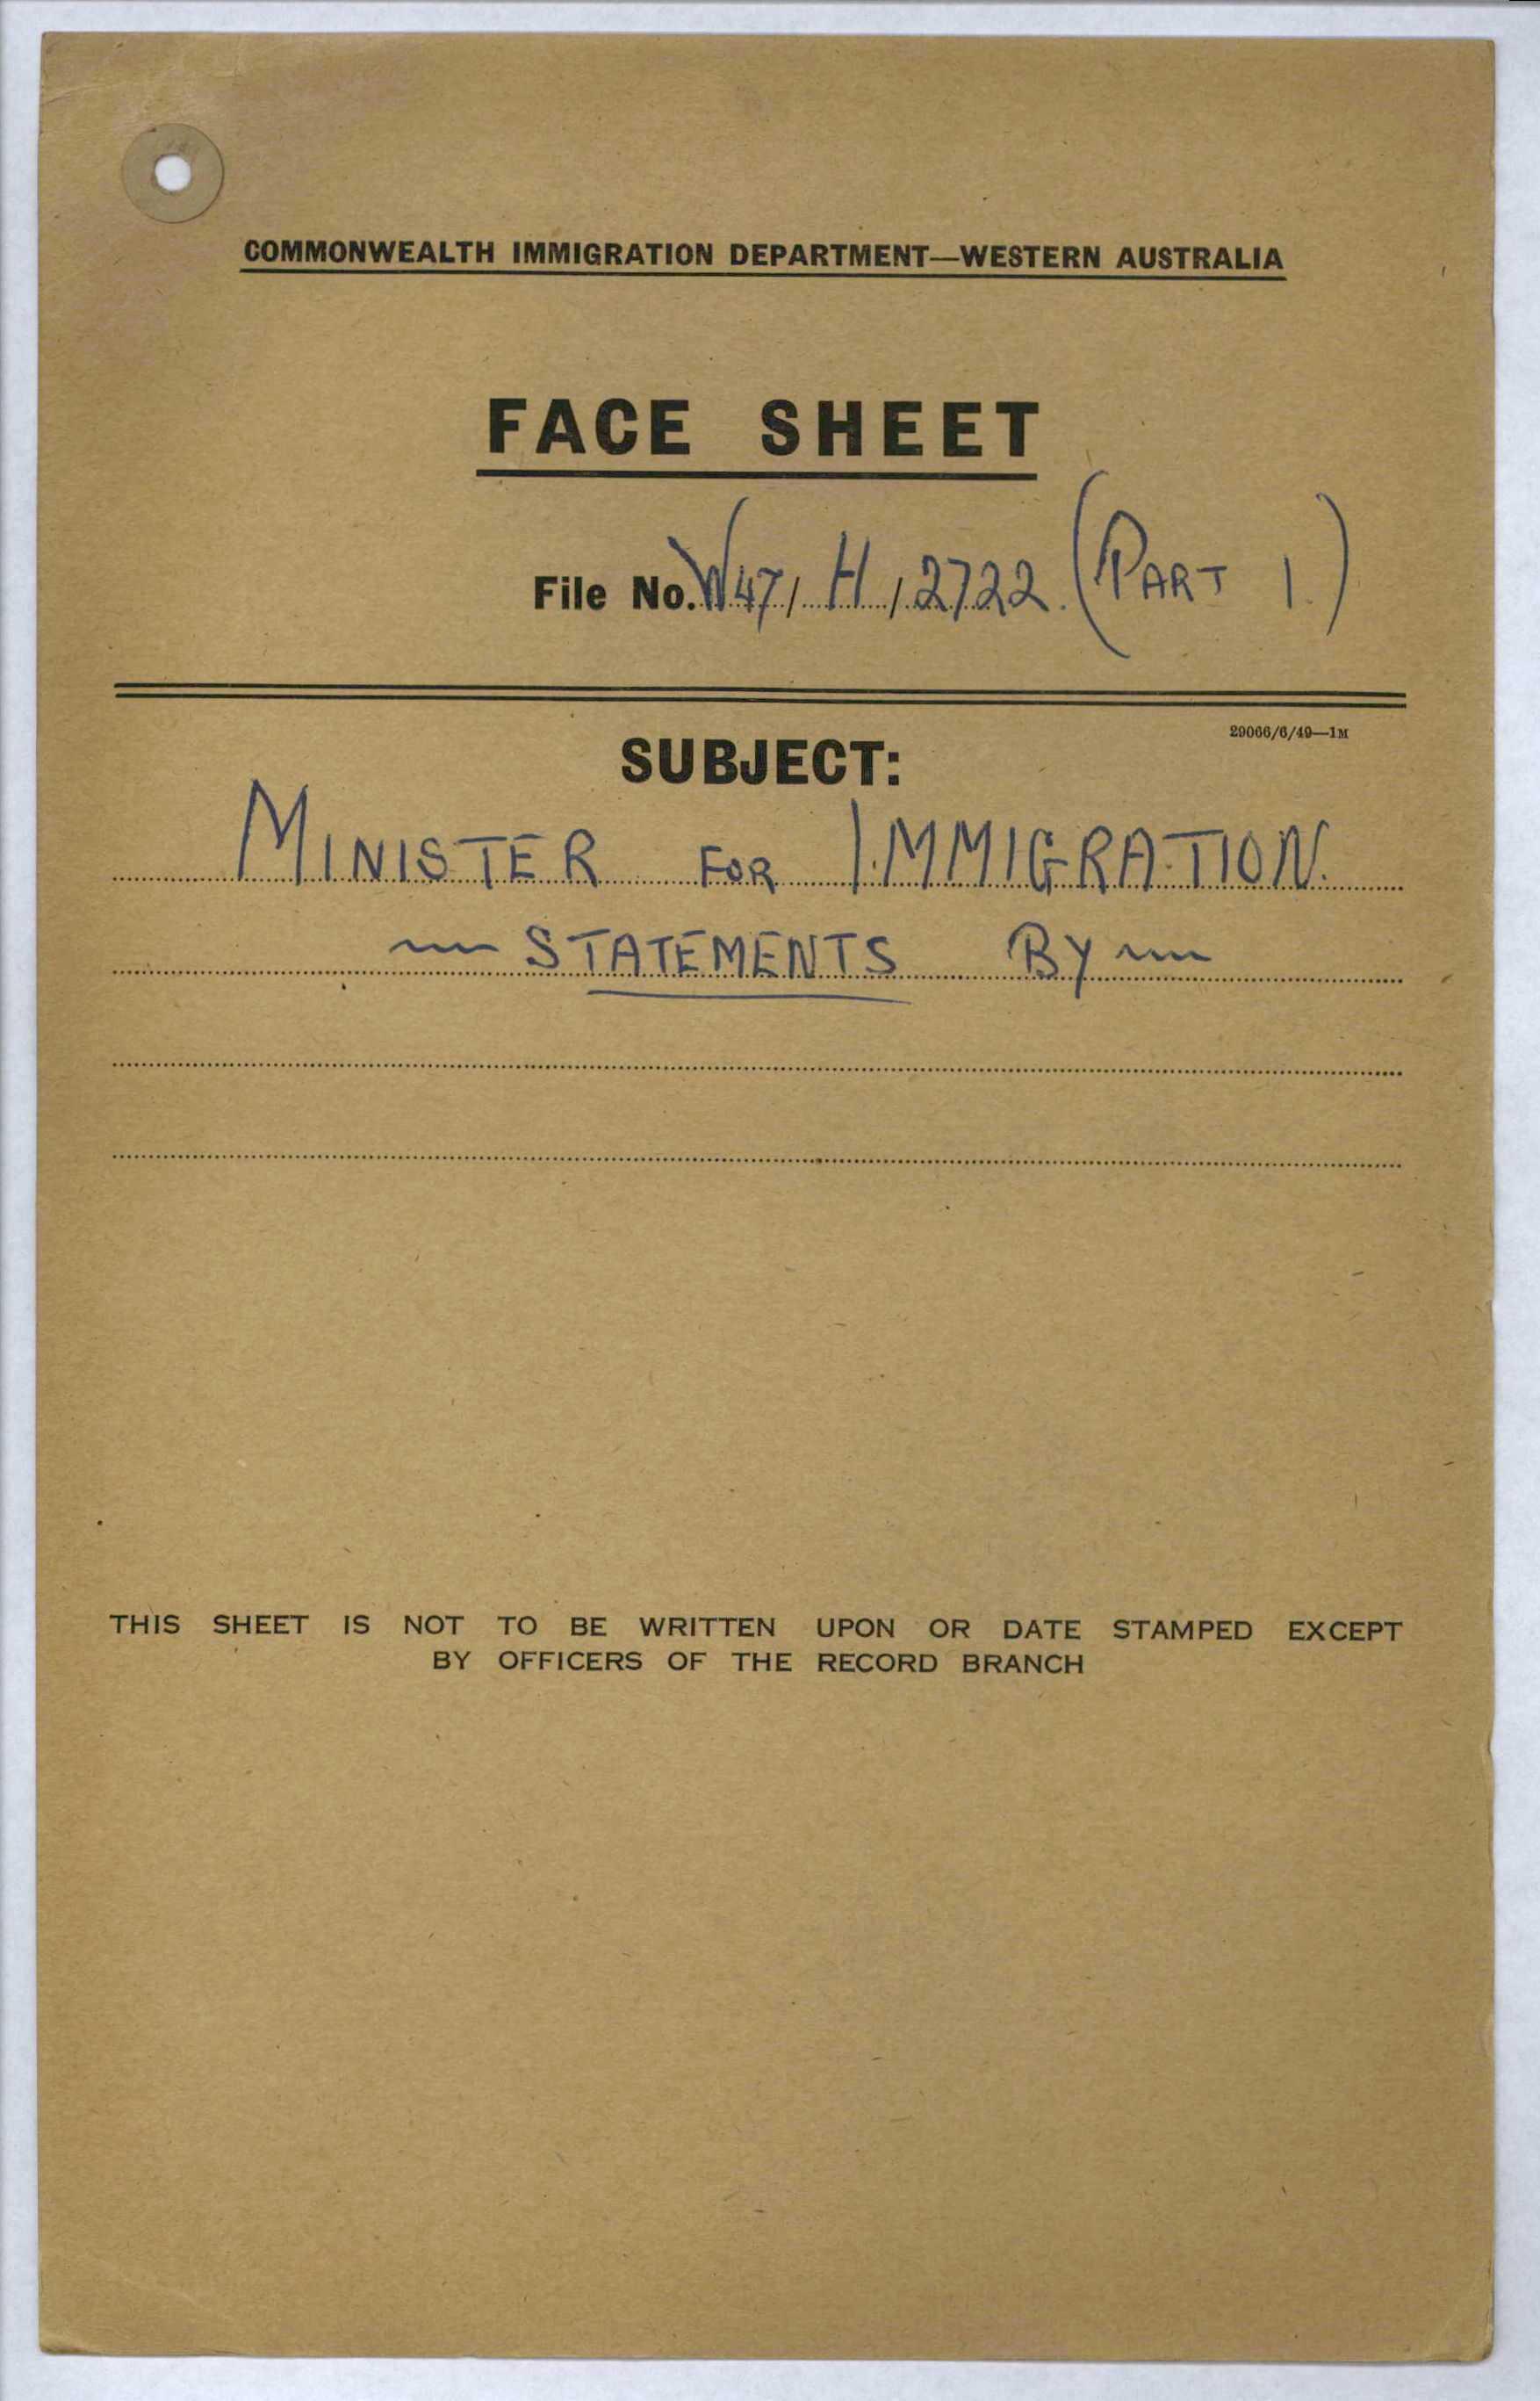 COMMONWEALTH IMMIGRATION DEPARTMENT—WESTERN AUSTRALIA
FACE SHEET
File No. W47/H/2722. (PART 1.)
29066/6/49—1M
SUBJECT:
MINISTER FOR IMMIGRATION.
~ STATEMENTS BY ~
THIS SHEET IS NOT TO BE WRITTEN UPON OR DATE STAMPED EXCEPT
BY OFFICERS OF THE RECORD BRANCH